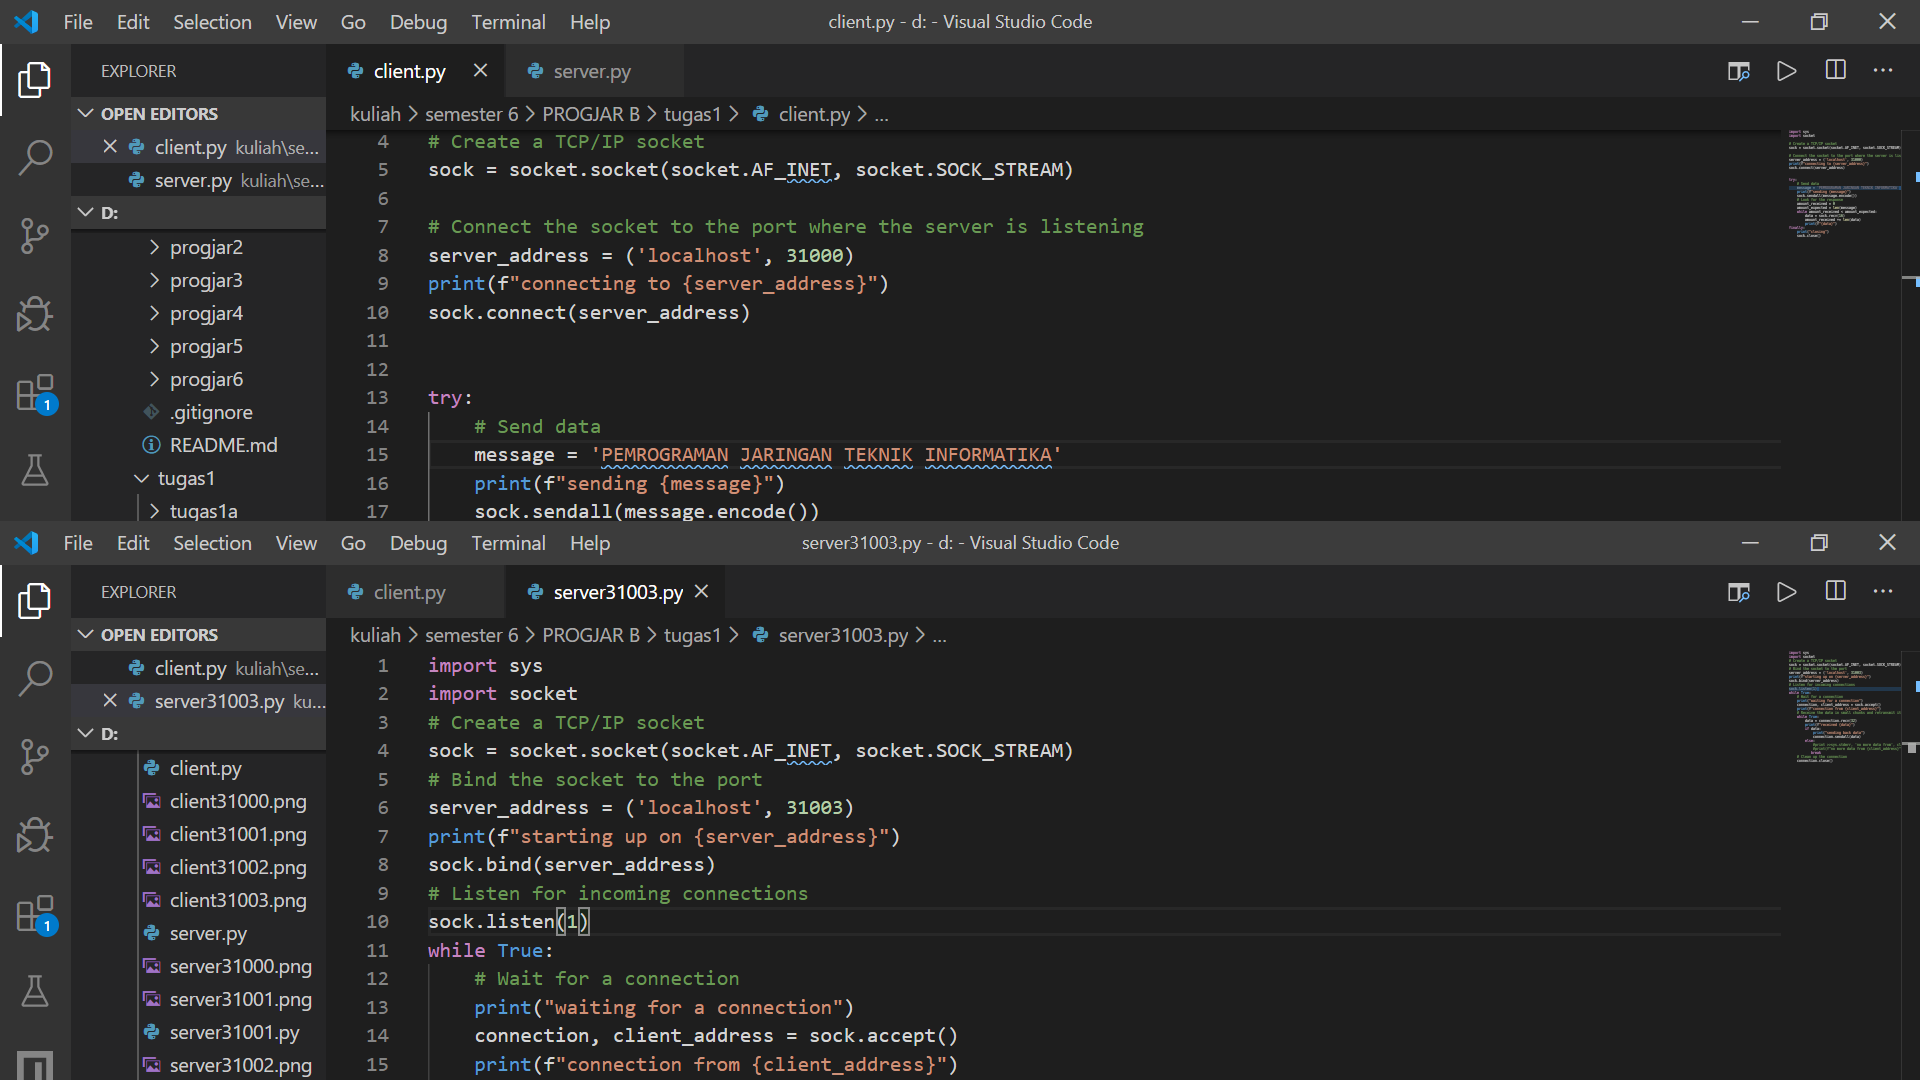 File Edit Selection View Go Debug Terminal Help client.py - d: - Visual Studio Code
EXPLORER
client.py
server.py
OPEN EDITORS
kuliah > semester 6 > PROGJAR B > tugas1 > client.py > ...
client.py kuliah\se...
server.py kuliah\se...
D:
progjar2
progjar3
progjar4
progjar5
progjar6
.gitignore
README.md
tugas1
tugas1a
1
4 # Create a TCP/IP socket
5 sock = socket.socket(socket.AF_INET, socket.SOCK_STREAM)
6
7 # Connect the socket to the port where the server is listening
8 server_address = ('localhost', 31000)
9 print(f"connecting to {server_address}")
10 sock.connect(server_address)
11
12
13 try:
14 # Send data
15 message = 'PEMROGRAMAN JARINGAN TEKNIK INFORMATIKA'
16 print(f"sending {message}")
17 sock.sendall(message.encode())
File Edit Selection View Go Debug Terminal Help server31003.py - d: - Visual Studio Code
EXPLORER
client.py
server31003.py
OPEN EDITORS
kuliah > semester 6 > PROGJAR B > tugas1 > server31003.py > ...
client.py kuliah\se...
server31003.py ku...
D:
client.py
client31000.png
client31001.png
client31002.png
client31003.png
server.py
server31000.png
server31001.png
server31001.py
server31002.png
1
1 import sys
2 import socket
3 # Create a TCP/IP socket
4 sock = socket.socket(socket.AF_INET, socket.SOCK_STREAM)
5 # Bind the socket to the port
6 server_address = ('localhost', 31003)
7 print(f"starting up on {server_address}")
8 sock.bind(server_address)
9 # Listen for incoming connections
10 sock.listen(1)
11 while True:
12 # Wait for a connection
13 print("waiting for a connection")
14 connection, client_address = sock.accept()
15 print(f"connection from {client_address}")